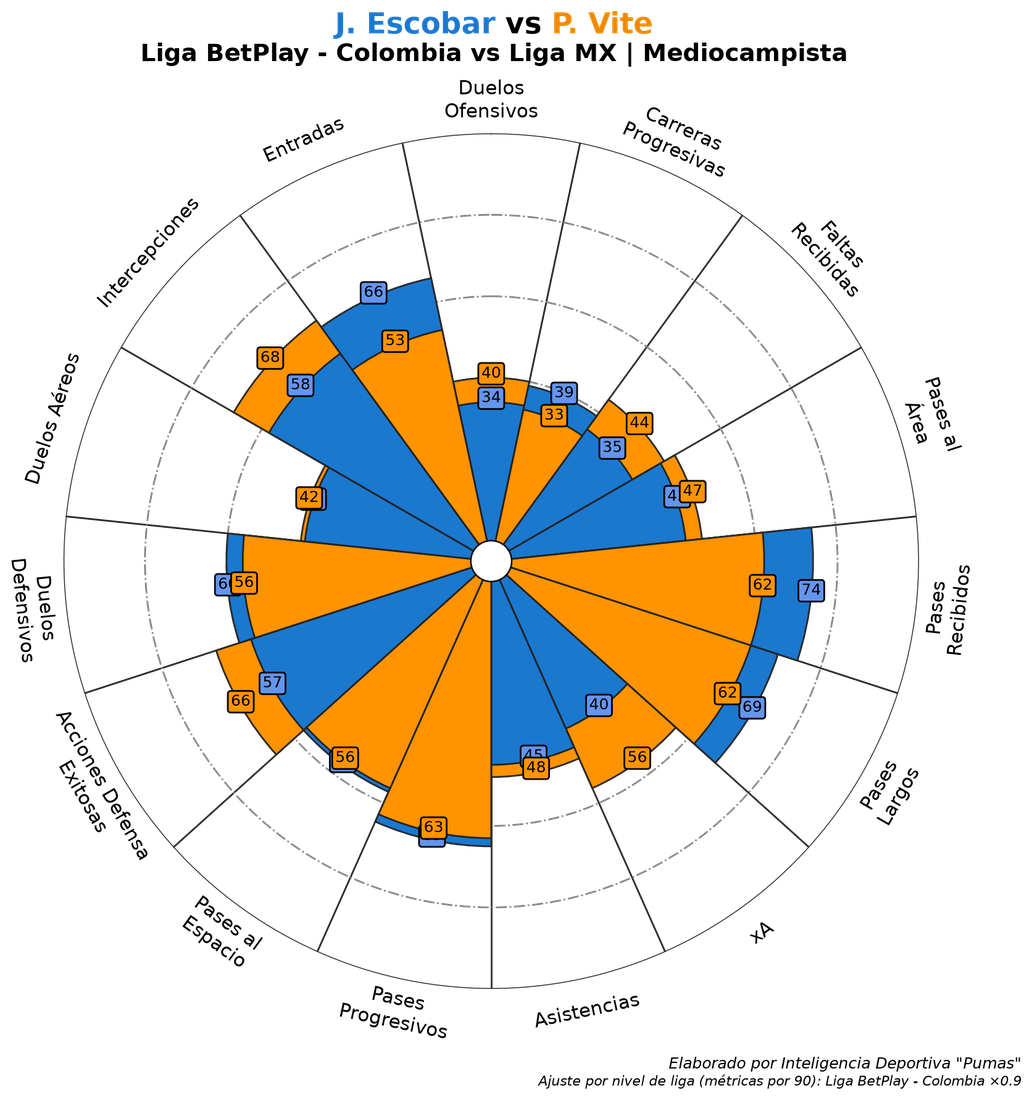 J. Escobar vs P. Vite
Liga BetPlay - Colombia vs Liga MX | Mediocampista
Duelos
Ofensivos
40
34
Carreras
Progresivas
39
33
Faltas
Recibidas
44
35
Pases al
Área
47
Pases
Recibidos
62
74
Pases
Largos
62
69
xA
40
56
Asistencias
45
48
Pases
Progresivos
63
Pases al
Espacio
56
Acciones Defensa
Exitosas
57
66
Duelos
Defensivos
56
Duelos Aéreos
42
Intercepciones
68
58
Entradas
66
53
Elaborado por Inteligencia Deportiva "Pumas"
Ajuste por nivel de liga (métricas por 90): Liga BetPlay - Colombia ×0.9